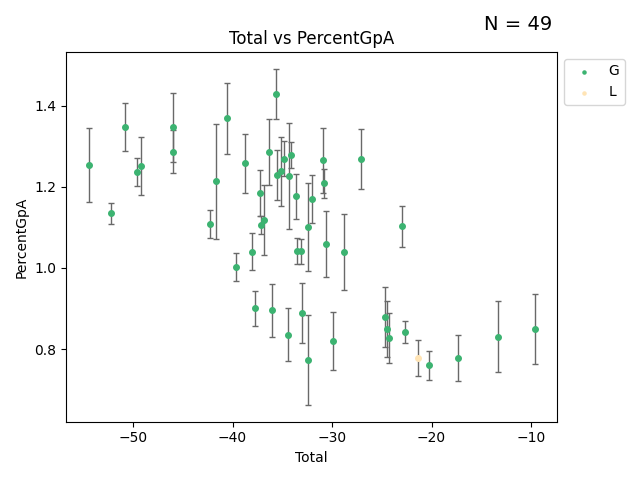 N = 49
Total vs PercentGpA
G
L
PercentGpA
1.4
1.2
1.0
0.8
−50 −40 −30 −20 −10
Total